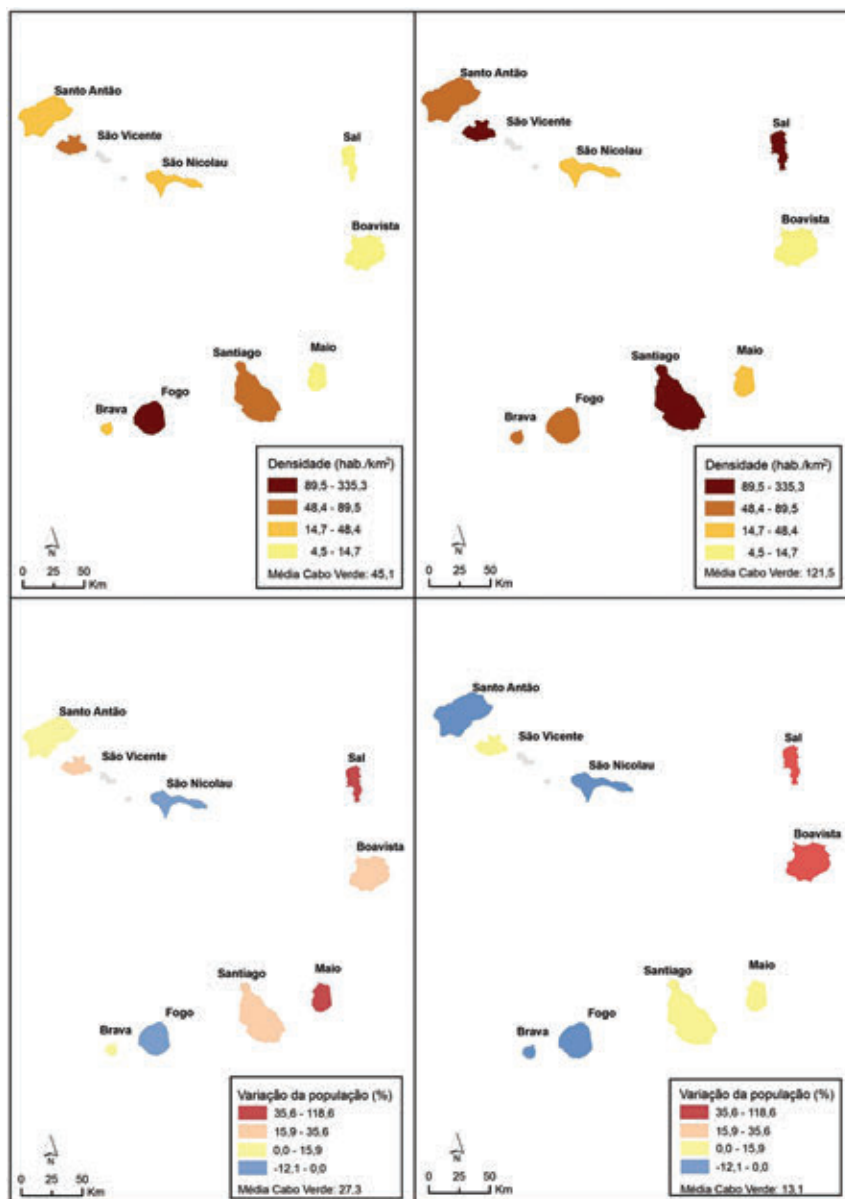 Santo Antão
São Vicente
São Nicolau
Sal
Boavista
Santiago
Maio
Fogo
Brava
Densidade (hab./km²)
89,5 - 335,3
48,4 - 89,5
14,7 - 48,4
4,5 - 14,7
Média Cabo Verde: 45,1
N
0 25 50
Km
Santo Antão
São Vicente
São Nicolau
Sal
Boavista
Santiago
Maio
Fogo
Brava
Densidade (hab./km²)
89,5 - 335,3
48,4 - 89,5
14,7 - 48,4
4,5 - 14,7
Média Cabo Verde: 121,5
N
0 25 50
Km
Santo Antão
São Vicente
São Nicolau
Sal
Boavista
Santiago
Maio
Fogo
Brava
Variação da população (%)
35,6 - 118,6
15,9 - 35,6
0,0 - 15,9
-12,1 - 0,0
Média Cabo Verde: 27,3
N
0 25 50
Km
Santo Antão
São Vicente
São Nicolau
Sal
Boavista
Santiago
Maio
Fogo
Brava
Variação da população (%)
35,6 - 118,6
15,9 - 35,6
0,0 - 15,9
-12,1 - 0,0
Média Cabo Verde: 13,1
N
0 25 50
Km